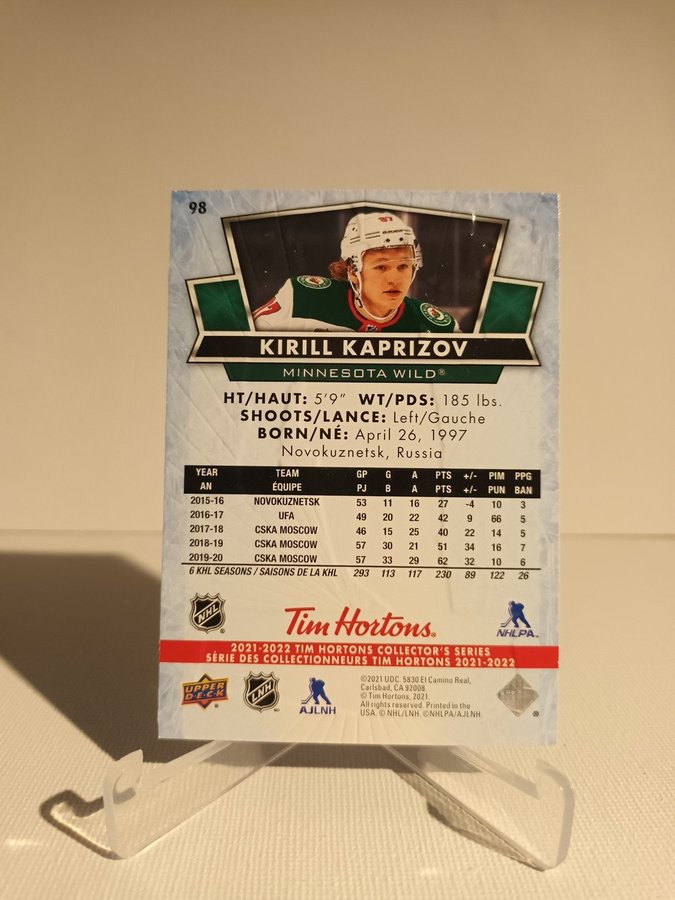 98
97
KIRILL KAPRIZOV
MINNESOTA WILD®
HT/HAUT: 5'9" WT/PDS: 185 lbs.
SHOOTS/LANCE: Left/Gauche
BORN/NÉ: April 26, 1997
Novokuznetsk, Russia
YEAR TEAM GP G A PTS +/- PIM PPG
AN ÉQUIPE PJ B A PTS +/- PUN BAN
2015-16 NOVOKUZNETSK 53 11 16 27 -4 10 3
2016-17 UFA 49 20 22 42 9 66 5
2017-18 CSKA MOSCOW 46 15 25 40 22 14 5
2018-19 CSKA MOSCOW 57 30 21 51 34 16 7
2019-20 CSKA MOSCOW 57 33 29 62 32 10 6
6 KHL SEASONS / SAISONS DE LA KHL 293 113 117 230 89 122 26
NHL
Tim Hortons®
NHLPA
2021-2022 TIM HORTONS COLLECTOR'S SERIES
SÉRIE DES COLLECTIONNEURS TIM HORTONS 2021-2022
UPPER DECK
LNH
AJLNH
©2021 UDC. 5830 El Camino Real,
Carlsbad, CA 92008.
© Tim Hortons, 2021.
All rights reserved. Printed in the
USA. © NHL/LNH. ©NHLPA/AJLNH.